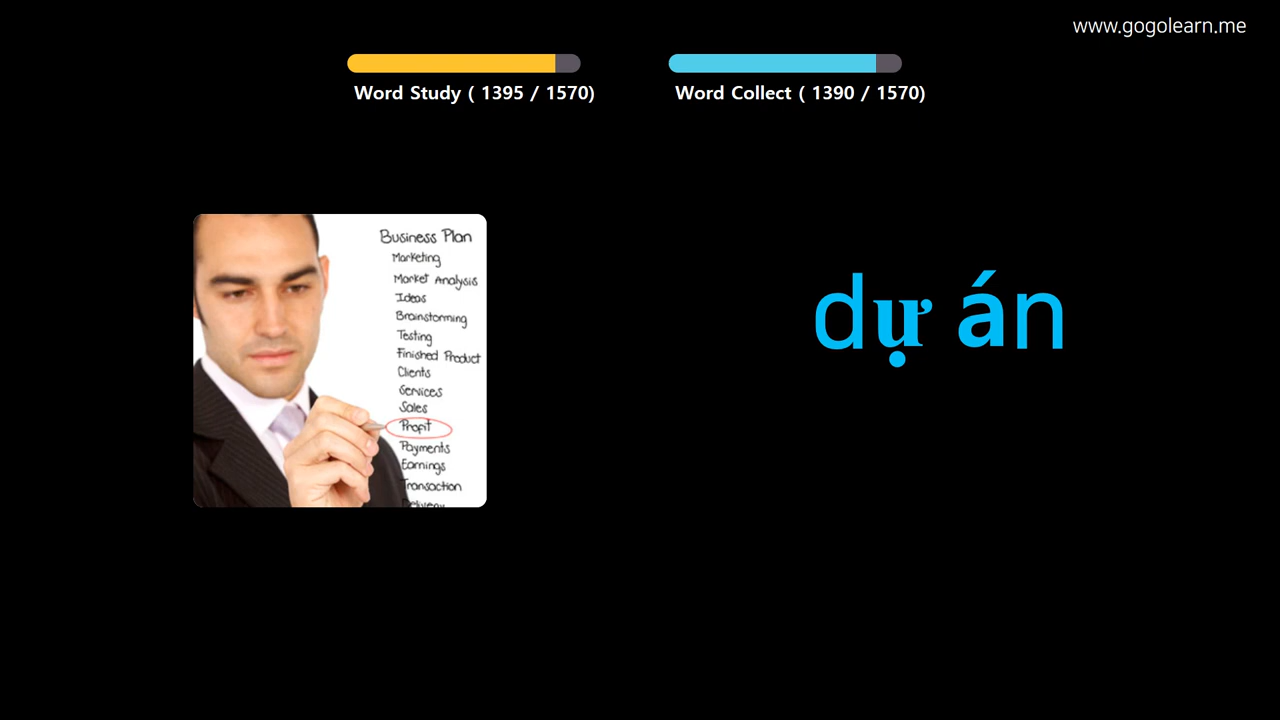 www.gogolearn.me
Word Study ( 1395 / 1570)
Word Collect ( 1390 / 1570)
Business Plan
Marketing
Market Analysis
Ideas
Brainstorming
Testing
Finished Product
Clients
Services
Sales
Profit
Payments
Earnings
Transaction
Delivery
dự án